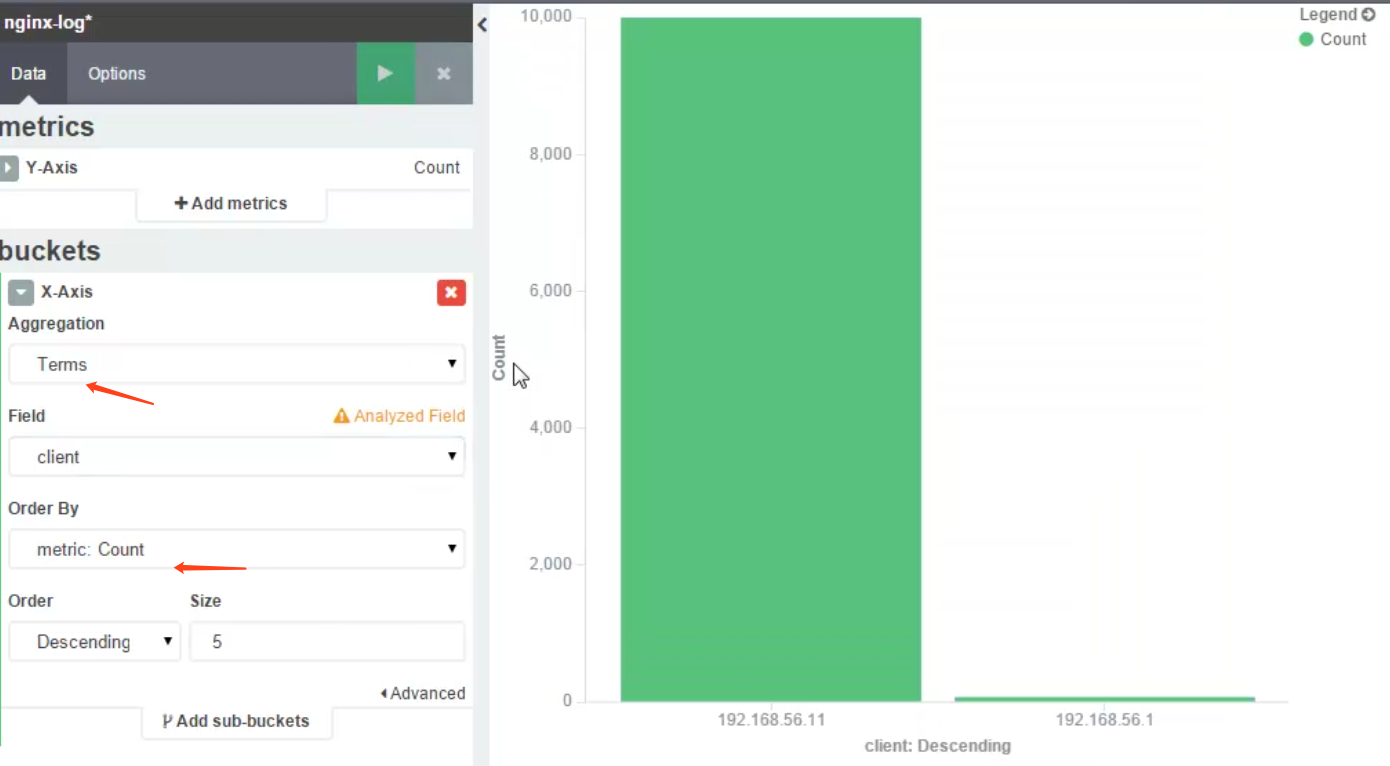 nginx-log*
Data Options
metrics
Y-Axis Count
Add metrics
buckets
X-Axis
Aggregation
Terms
Field Analyzed Field
client
Order By
metric: Count
Order Size
Descending 5
Advanced
Add sub-buckets
Legend
Count
10,000
8,000
6,000
4,000
2,000
0
Count
192.168.56.11 192.168.56.1
client: Descending